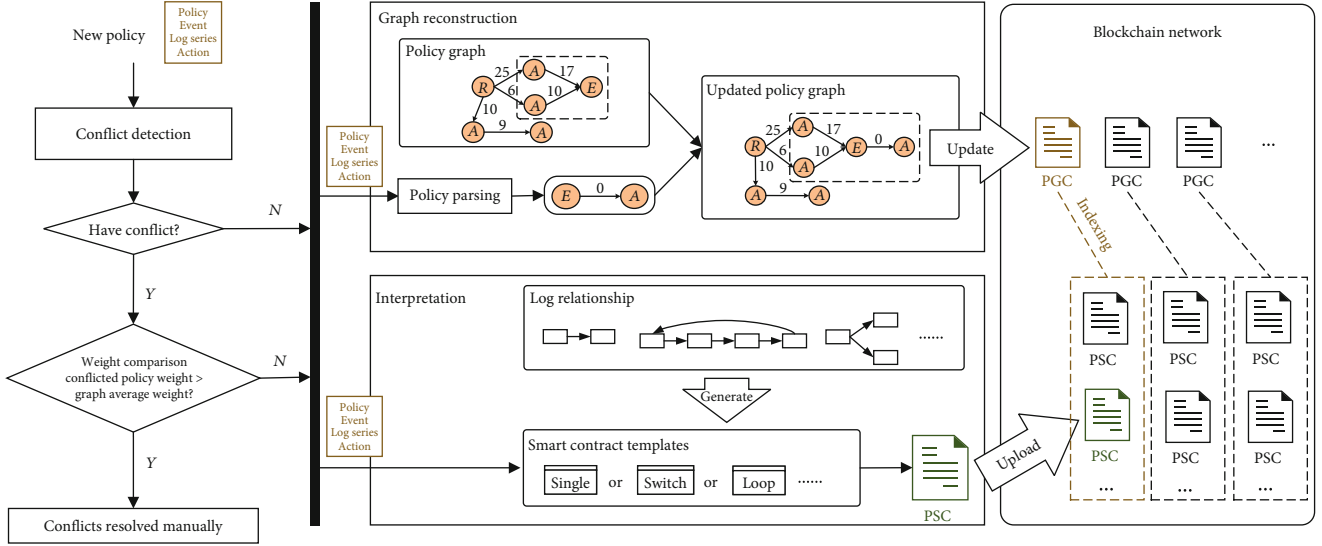 New policy
Policy
Event
Log series
Action
Conflict detection
Have conflict?
N
Y
Weight comparison
conflicted policy weight >
graph average weight?
N
Y
Conflicts resolved manually
Graph reconstruction
Policy graph
25
17
A
R
E
6
10
A
10
9
A
A
Policy
Event
Log series
Action
Policy parsing
0
E
A
Updated policy graph
25
17
A
0
R
E
A
6
10
A
10
9
A
A
Update
Interpretation
Log relationship
......
Generate
Policy
Event
Log series
Action
Smart contract templates
Single or Switch or Loop ......
PSC
Upload
Blockchain network
...
PGC
PGC
PGC
Indexing
PSC
PSC
PSC
PSC
PSC
PSC
...
...
...